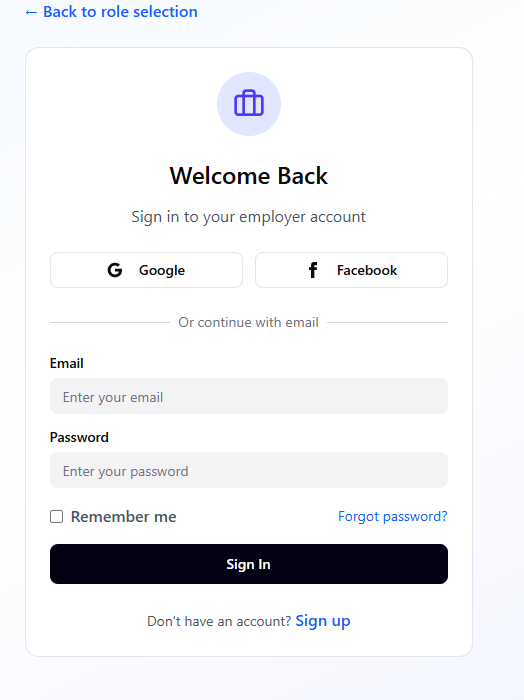 ← Back to role selection
Welcome Back
Sign in to your employer account
Google Facebook
Or continue with email
Email
Enter your email
Password
Enter your password
Remember me Forgot password?
Sign In
Don't have an account? Sign up